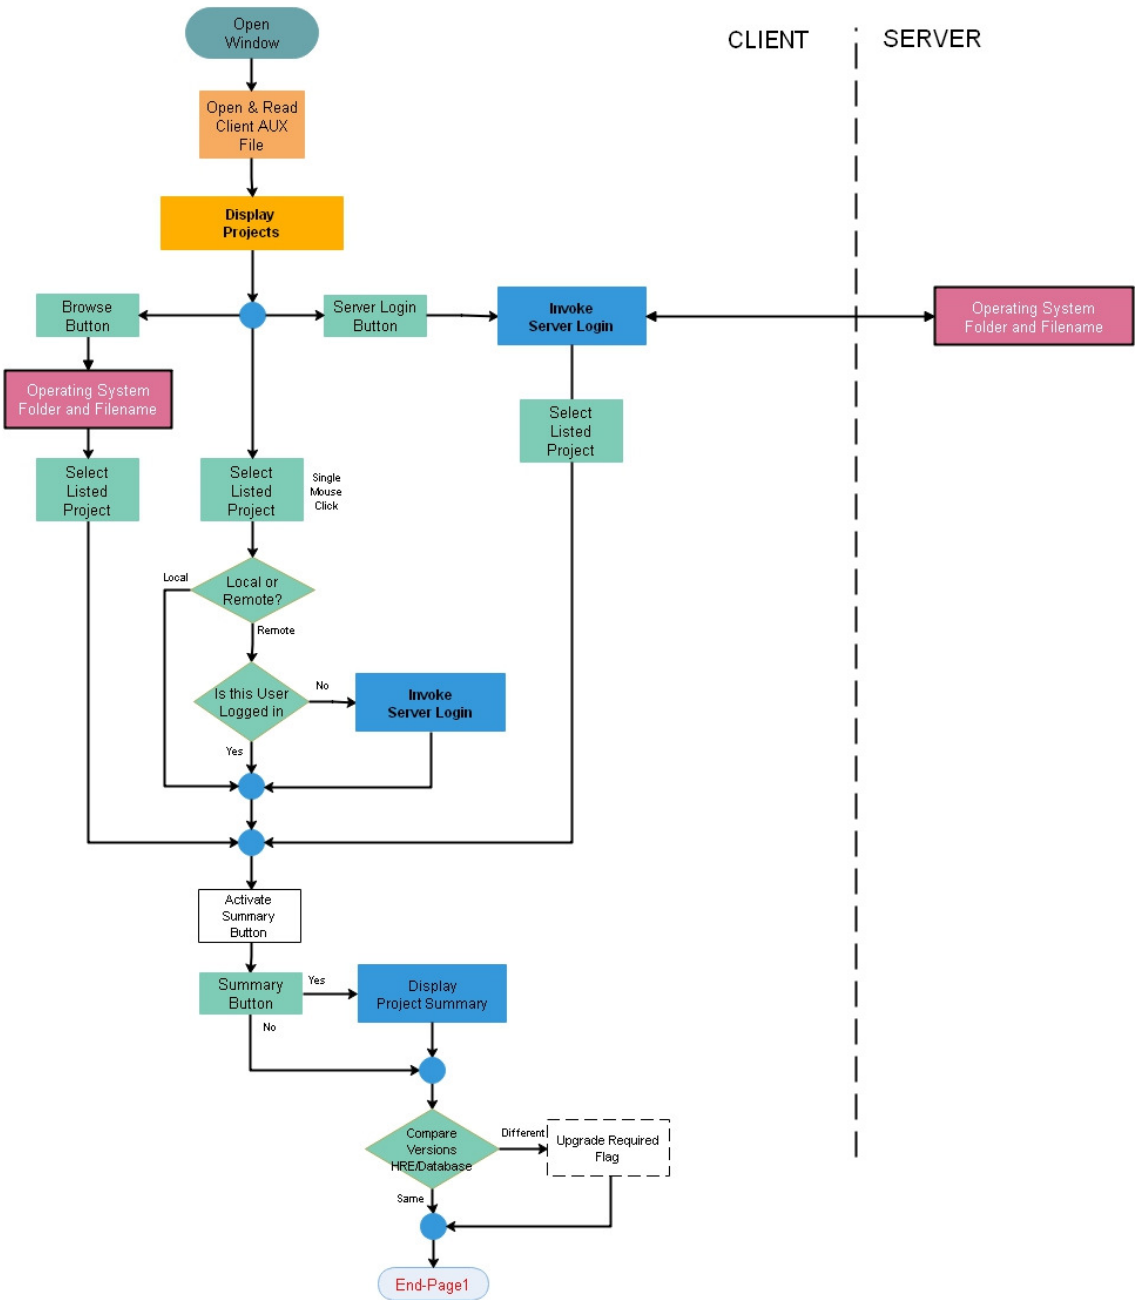 Open
Window
CLIENT
SERVER
Open & Read
Client AUX
File
Display
Projects
Browse
Button
Server Login
Button
Invoke
Server Login
Operating System
Folder and Filename
Operating System
Folder and Filename
Select
Listed
Project
Select
Listed
Project
Select
Listed
Project
Single
Mouse
Click
Local
Local or
Remote?
Remote
Is this User
Logged in
No
Invoke
Server Login
Yes
Activate
Summary
Button
Summary
Button
Yes
Display
Project Summary
No
Compare
Versions
HRE/Database
Different
Upgrade Required
Flag
Same
End-Page1